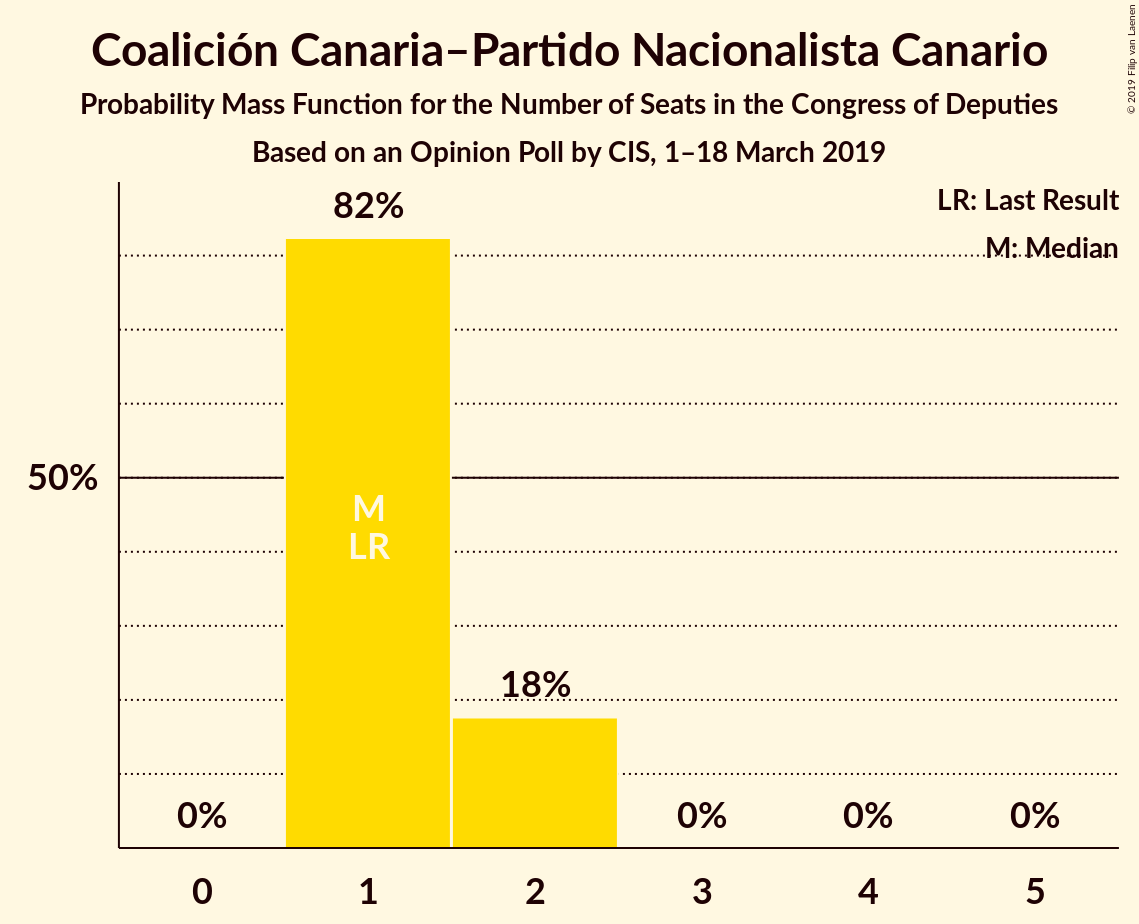 Coalición Canaria–Partido Nacionalista Canario
Probability Mass Function for the Number of Seats in the Congress of Deputies
Based on an Opinion Poll by CIS, 1–18 March 2019
© 2019 Filip van Laenen
LR: Last Result
M: Median
82%
50%
M
LR
18%
0%
0%
0%
0%
0
1
2
3
4
5